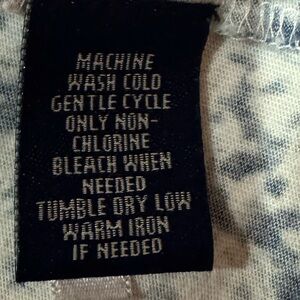 MACHINE
WASH COLD
GENTLE CYCLE
ONLY NON-
CHLORINE
BLEACH WHEN
NEEDED
TUMBLE DRY LOW
WARM IRON
IF NEEDED